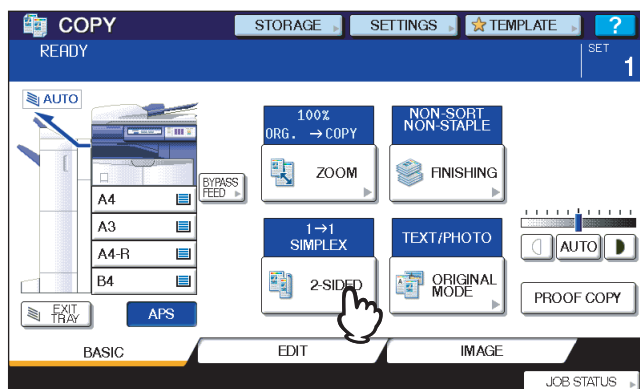 COPY
STORAGE
SETTINGS
TEMPLATE
?
READY
SET
1
AUTO
100%
ORG. →COPY
ZOOM
NON-SORT
NON-STAPLE
FINISHING
BYPASS
FEED
A4
A3
A4-R
B4
1→1
SIMPLEX
2-SIDED
TEXT/PHOTO
ORIGINAL
MODE
AUTO
PROOF COPY
EXIT
TRAY
APS
BASIC
EDIT
IMAGE
JOB STATUS